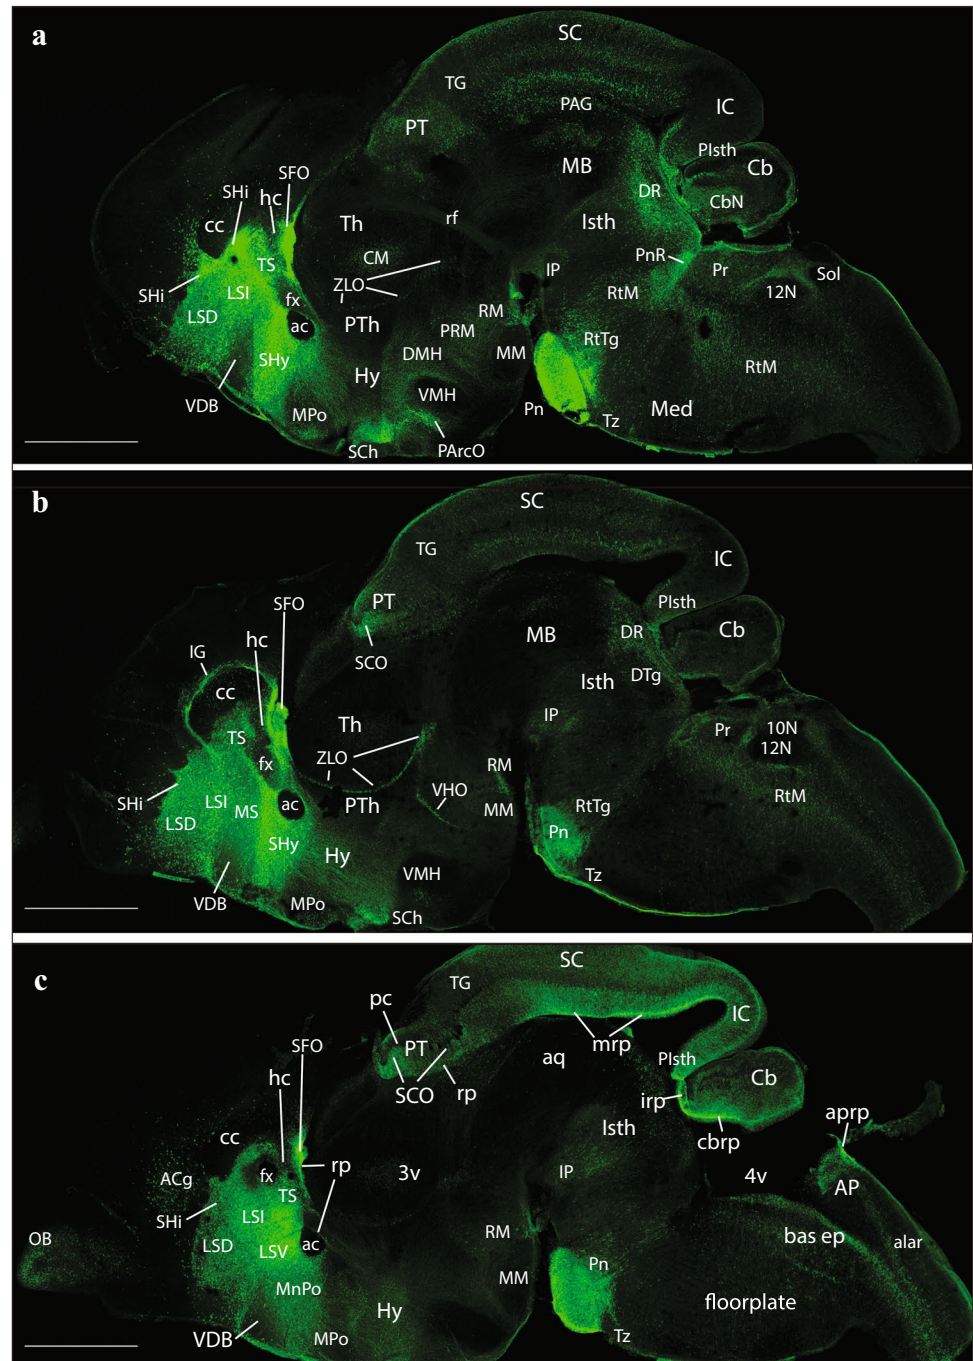 a
SC
TG
PAG
PT
IC
PIsth
MB
Cb
SFO
SHi
hc
DR
CbN
cc
Th
rf
Isth
TS
CM
PnR
IP
Pr
Sol
SHi
LSI
ZLO
RtM
12N
fx
LSD
ac
PTh
RM
PRM
RtTg
SHy
DMH
MM
RtM
Hy
VDB
VMH
MPo
Pn
Med
Tz
SCh
PArcO
b
SC
TG
IC
PT
SFO
PIsth
hc
MB
DR
Cb
IG
SCO
cc
Isth
DTg
TS
Th
IP
Pr
10N
12N
fx
ZLO
RM
SHi
LSI
MS
ac
PTh
VHO
MM
RtTg
RtM
LSD
SHy
Pn
Hy
VMH
Tz
VDB
MPo
SCh
c
SC
TG
pc
IC
PT
mrp
SFO
aq
PIsth
hc
Cb
SCO
rp
irp
Isth
aprp
cc
cbrp
rp
3v
IP
4v
ACg
fx
TS
AP
SHi
LSI
RM
bas ep
OB
LSD
LSV
ac
alar
Pn
MnPo
MM
Hy
floorplate
VDB
MPo
Tz